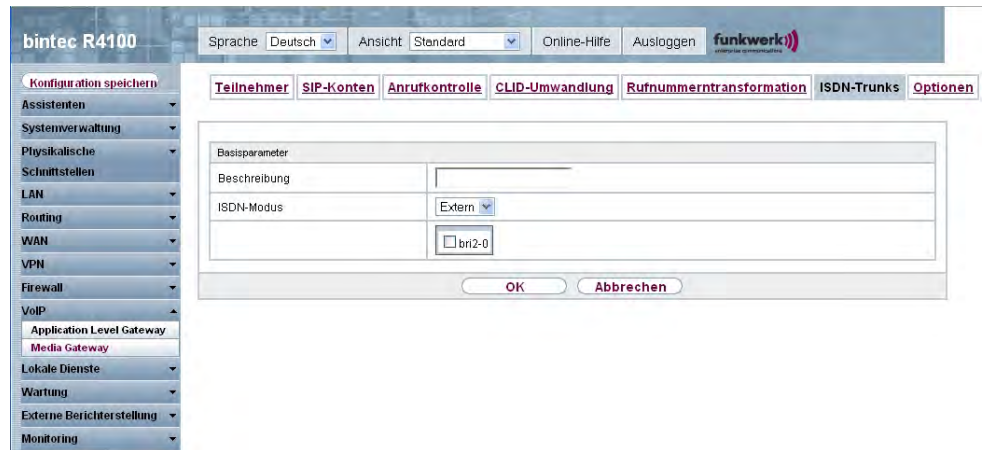 bintec R4100
Sprache Deutsch Ansicht Standard Online-Hilfe Ausloggen funkwerk
Konfiguration speichern
Assistenten
Systemverwaltung
Physikalische
Schnittstellen
LAN
Routing
WAN
VPN
Firewall
VoIP
Application Level Gateway
Media Gateway
Lokale Dienste
Wartung
Externe Berichterstellung
Monitoring
Teilnehmer SIP-Konten Anrufkontrolle CLID-Umwandlung Rufnummerntransformation ISDN-Trunks Optionen
Basisparameter
Beschreibung
ISDN-Modus Extern
bri2-0
OK Abbrechen